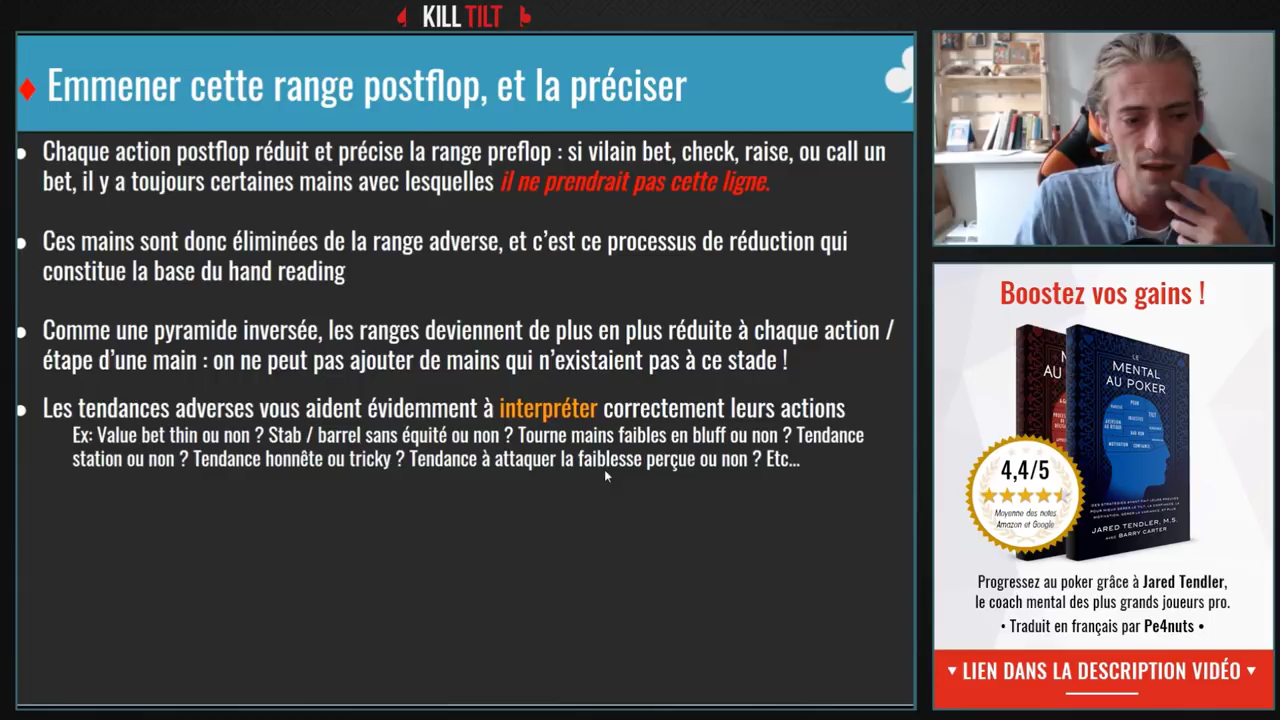 KILL TILT
Emmener cette range postflop, et la préciser
Chaque action postflop réduit et précise la range preflop : si vilain bet, check, raise, ou call un
bet, il y a toujours certaines mains avec lesquelles il ne prendrait pas cette ligne.
Ces mains sont donc éliminées de la range adverse, et c'est ce processus de réduction qui
constitue la base du hand reading
Comme une pyramide inversée, les ranges deviennent de plus en plus réduite à chaque action /
étape d'une main : on ne peut pas ajouter de mains qui n'existaient pas à ce stade !
Les tendances adverses vous aident évidemment à interpréter correctement leurs actions
Ex: Value bet thin ou non ? Stab / barrel sans équité ou non ? Tourne mains faibles en bluff ou non ? Tendance
station ou non ? Tendance honnête ou tricky ? Tendance à attaquer la faiblesse perçue ou non ? Etc...
Boostez vos gains !
LE
MENTAL
AU POKER
JARED TENDLER, M.S.
AVEC BARRY CARTER
4,4/5
Moyenne des notes
Amazon et Google
Progressez au poker grâce à Jared Tendler,
le coach mental des plus grands joueurs pro.
• Traduit en français par Pe4nuts •
LIEN DANS LA DESCRIPTION VIDÉO